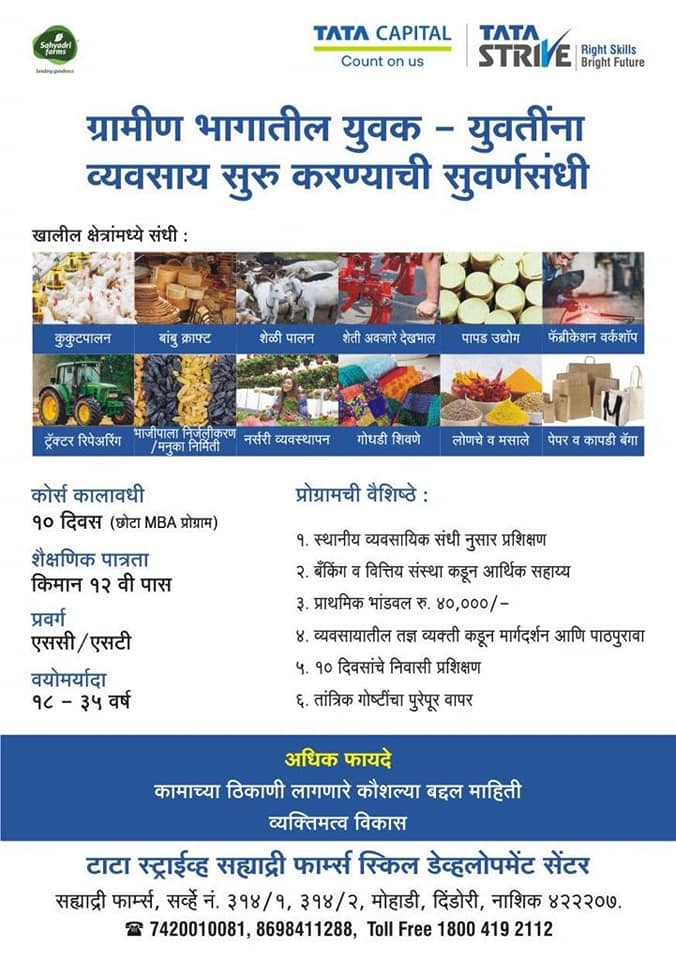 Sahyadri farms
Seeding goodness
TATA CAPITAL
Count on us
TATA
STRIVE
Right Skills
Bright Future
ग्रामीण भागातील युवक – युवतींना
व्यवसाय सुरु करण्याची सुवर्णसंधी
खालील क्षेत्रांमध्ये संधी :
कुकुटपालन
बांबु क्राफ्ट
शेळी पालन
शेती अवजारे देखभाल
पापड उद्योग
फॅब्रीकेशन वर्कशॉप
ट्रॅक्टर रिपेअरिंग
भाजीपाला निर्जलीकरण
/मनुका निर्मिती
नर्सरी व्यवस्थापन
गोधडी शिवणे
लोणचे व मसाले
पेपर व कापडी बॅगा
कोर्स कालावधी
१० दिवस (छोटा MBA प्रोग्राम)
शैक्षणिक पात्रता
किमान १२ वी पास
प्रवर्ग
एससी/एसटी
वयोमर्यादा
१८ – ३५ वर्ष
प्रोग्रामची वैशिष्ठे :
१. स्थानीय व्यवसायिक संधी नुसार प्रशिक्षण
२. बँकिंग व वित्तिय संस्था कडून आर्थिक सहाय्य
३. प्राथमिक भांडवल रु. ४०,०००/–
४. व्यवसायातील तज्ञ व्यक्ती कडून मार्गदर्शन आणि पाठपुरावा
५. १० दिवसांचे निवासी प्रशिक्षण
६. तांत्रिक गोष्टींचा पुरेपूर वापर
अधिक फायदे
कामाच्या ठिकाणी लागणारे कौशल्या बद्दल माहिती
व्यक्तिमत्व विकास
टाटा स्ट्राईव्ह सह्याद्री फार्म्स स्किल डेव्हलोपमेंट सेंटर
सह्याद्री फार्म्स, सर्व्हे नं. ३१४/१, ३१४/२, मोहाडी, दिंडोरी, नाशिक ४२२२०७.
☎ 7420010081, 8698411288, Toll Free 1800 419 2112